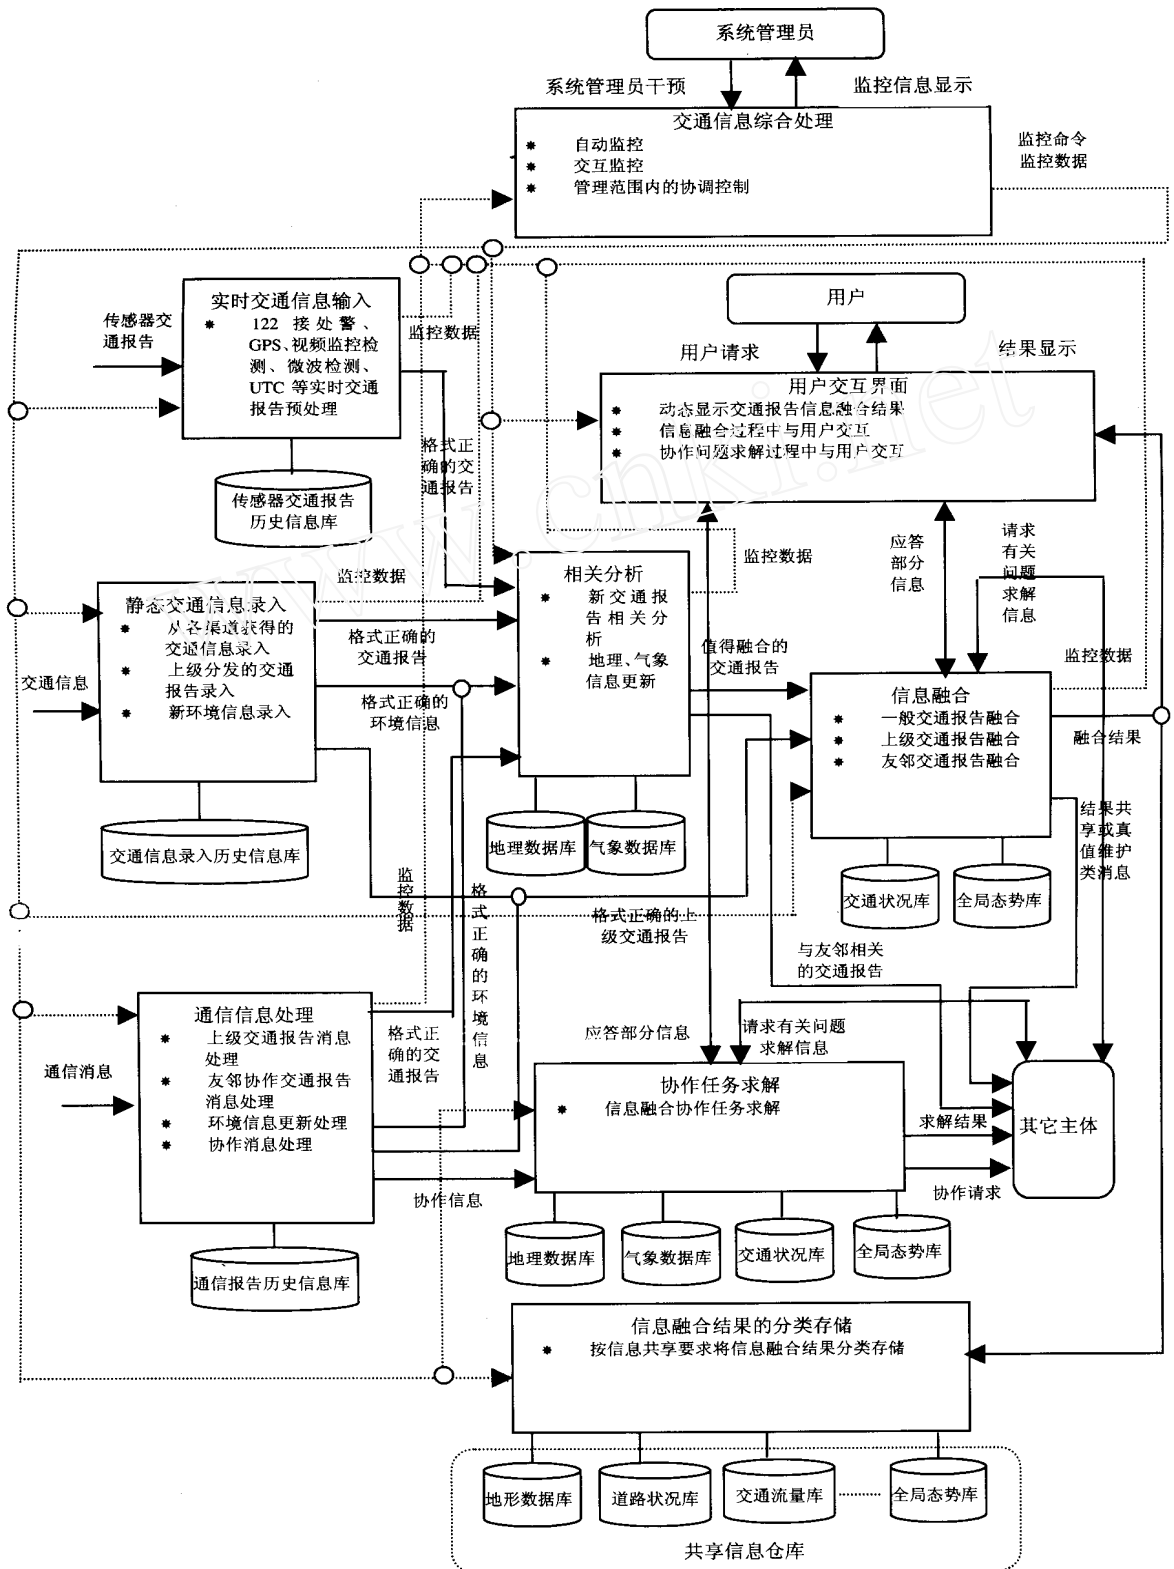 系统管理员
系统管理员干预
监控信息显示
交通信息综合处理
* 自动监控
* 交互监控
* 管理范围内的协调控制
监控命令
监控数据
实时交通信息输入
* 122 接处警、
GPS、视频监控检
测、微波检测、
UTC 等实时交通
报告预处理
传感器交
通报告
监控数据
传感器交通报告
历史信息库
格式正
确的交
通报告
用户
用户请求
结果显示
用户交互界面
* 动态显示交通报告信息融合结果
* 信息融合过程中与用户交互
* 协作问题求解过程中与用户交互
监控数据
静态交通信息录入
* 从各渠道获得的
交通信息录入
* 上级分发的交通
报告录入
* 新环境信息录入
交通信息
格式正确的
交通报告
格式正确的
环境信息
交通信息录入历史信息库
相关分析
* 新交通报
告相关分
析
* 地理、气象
信息更新
监控数据
地理数据库
气象数据库
值得融合的
交通报告
应答
部分
信息
请求
有关
问题
求解
信息
监控数据
信息融合
* 一般交通报告融合
* 上级交通报告融合
* 友邻交通报告融合
融合结果
结果共
享或真
值维护
类消息
交通状况库
全局态势库
监控数据
格式正确的环境信息
格式正确的上
级交通报告
与友邻相关
的交通报告
通信信息处理
* 上级交通报告消息
处理
* 友邻协作交通报告
消息处理
* 环境信息更新处理
* 协作消息处理
通信消息
格式正
确的交
通报告
协作信息
通信报告历史信息库
应答部分信息
请求有关问题
求解信息
协作任务求解
* 信息融合协作任务求解
求解结果
协作请求
其它主体
地理数据库
气象数据库
交通状况库
全局态势库
信息融合结果的分类存储
* 按信息共享要求将信息融合结果分类存储
地形数据库
道路状况库
交通流量库
全局态势库
共享信息仓库
www.cnki.net